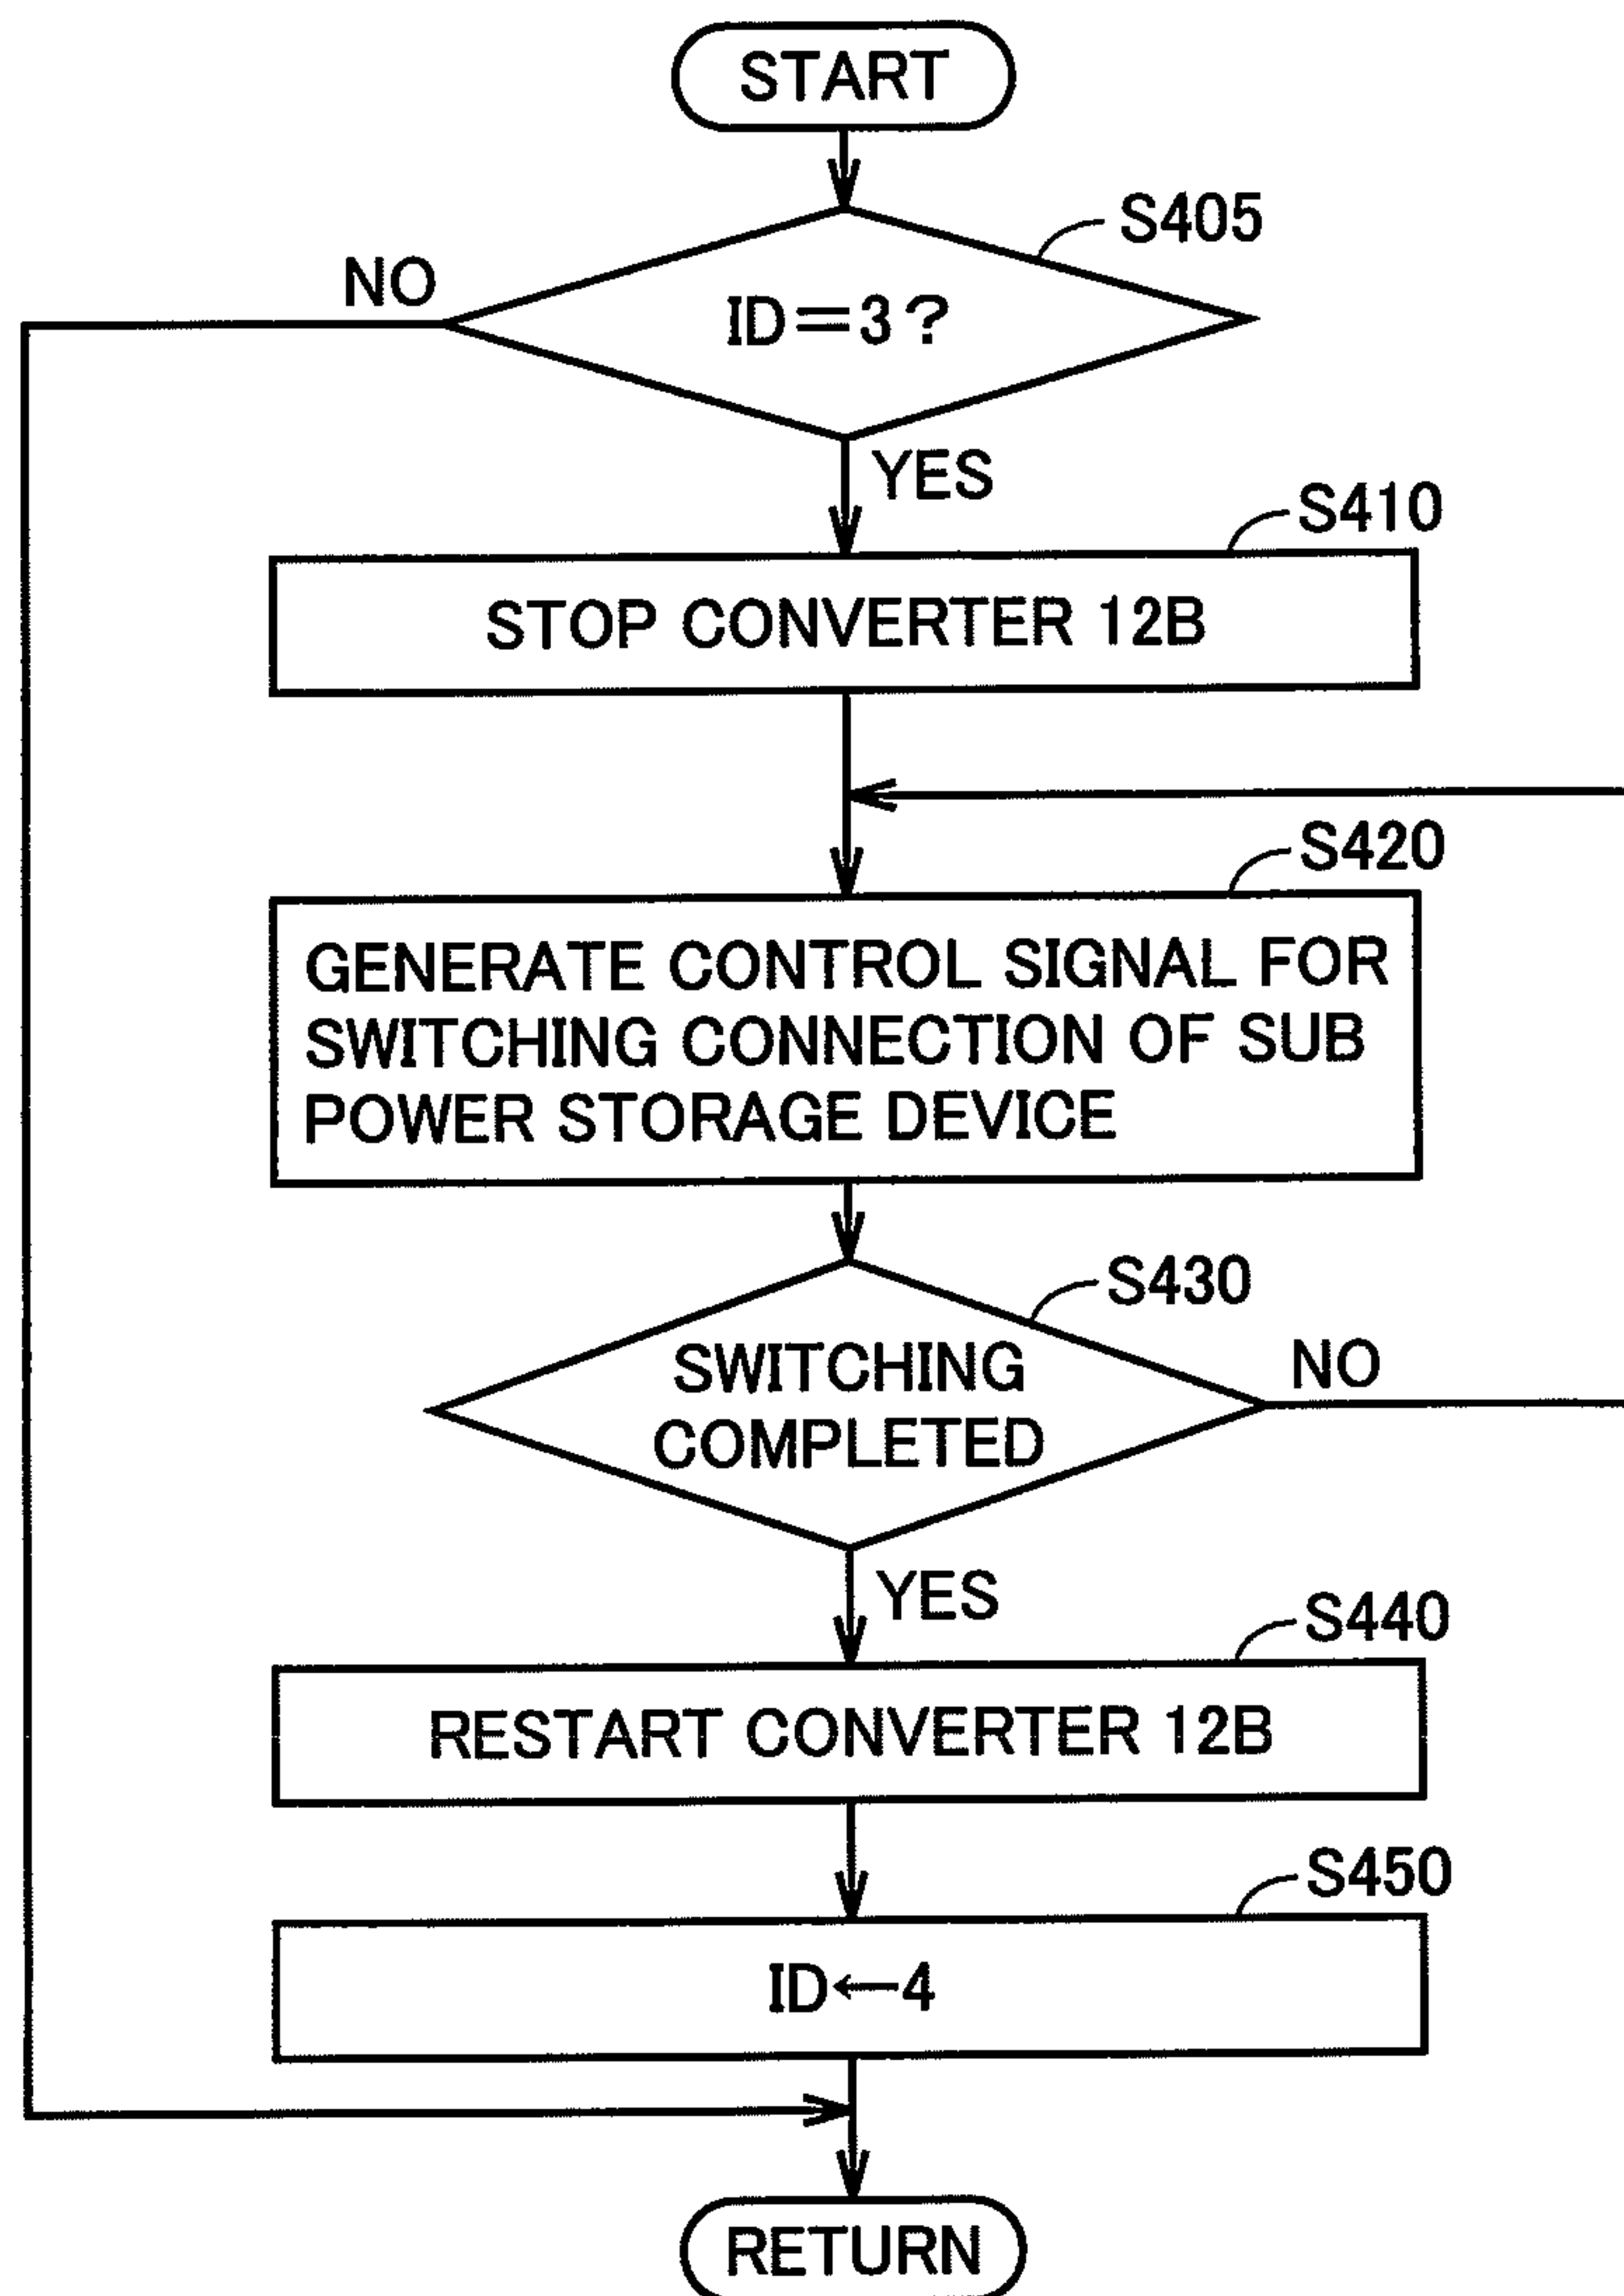 START
S405
NO
ID=3?
YES
S410
STOP CONVERTER 12B
S420
GENERATE CONTROL SIGNAL FOR
SWITCHING CONNECTION OF SUB
POWER STORAGE DEVICE
S430
SWITCHING
COMPLETED
NO
YES
S440
RESTART CONVERTER 12B
S450
ID←4
RETURN